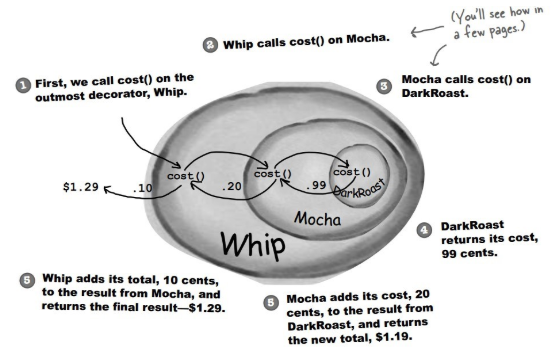 (You'll see how in
a few pages.)
2 Whip calls cost() on Mocha.
1 First, we call cost() on the
outmost decorator, Whip.
3 Mocha calls cost() on
DarkRoast.
$1.29 .10 cost() .20 cost() .99 cost()
DarkRoast
Mocha
Whip
4 DarkRoast
returns its cost,
99 cents.
5 Whip adds its total, 10 cents,
to the result from Mocha, and
returns the final result—$1.29.
5 Mocha adds its cost, 20
cents, to the result from
DarkRoast, and returns
the new total, $1.19.